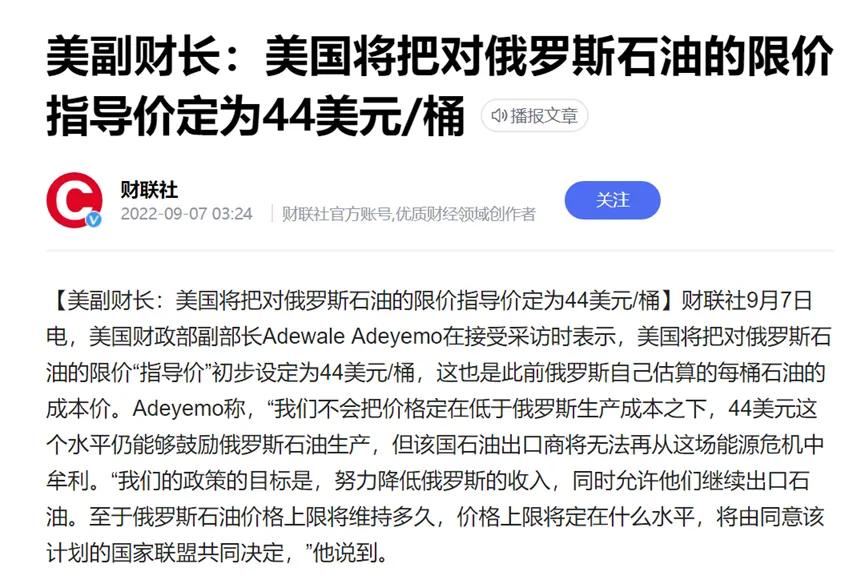 美副财长：美国将把对俄罗斯石油的限价
指导价定为44美元/桶 播报文章
财联社
2022-09-07 03:24 财联社官方账号,优质财经领域创作者
关注
【美副财长：美国将把对俄罗斯石油的限价指导价定为44美元/桶】财联社9月7日
电，美国财政部副部长Adewale Adeyemo在接受采访时表示，美国将把对俄罗斯石
油的限价“指导价”初步设定为44美元/桶，这也是此前俄罗斯自己估算的每桶石油的
成本价。Adeyemo称，“我们不会把价格定在低于俄罗斯生产成本之下，44美元这
个水平仍能够鼓励俄罗斯石油生产，但该国石油出口商将无法再从这场能源危机中
牟利。“我们的政策的目标是，努力降低俄罗斯的收入，同时允许他们继续出口石
油。至于俄罗斯石油价格上限将维持多久，价格上限将定在什么水平，将由同意该
计划的国家联盟共同决定，”他说到。